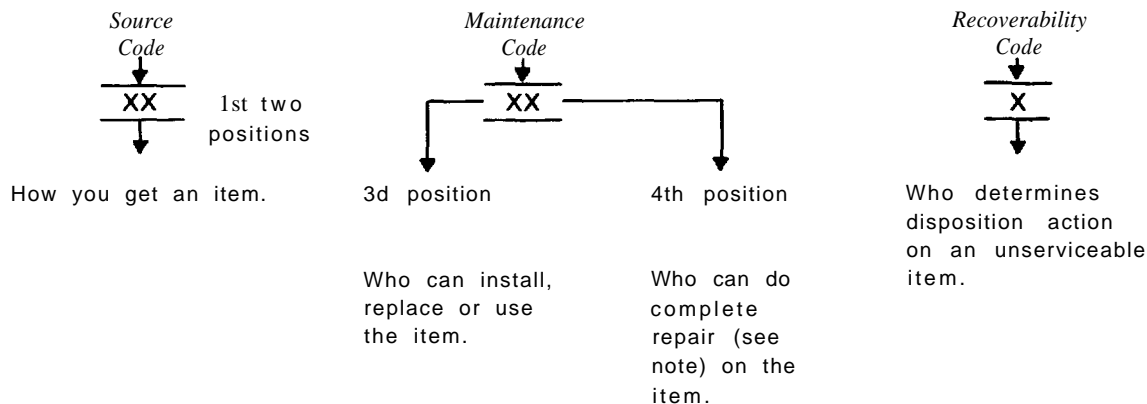 Source
Code
XX
1st two
positions
How you get an item.
Maintenance
Code
XX
3d position
Who can install,
replace or use
the item.
4th position
Who can do
complete
repair (see
note) on the
item.
Recoverability
Code
X
Who determines
disposition action
on an unserviceable
item.